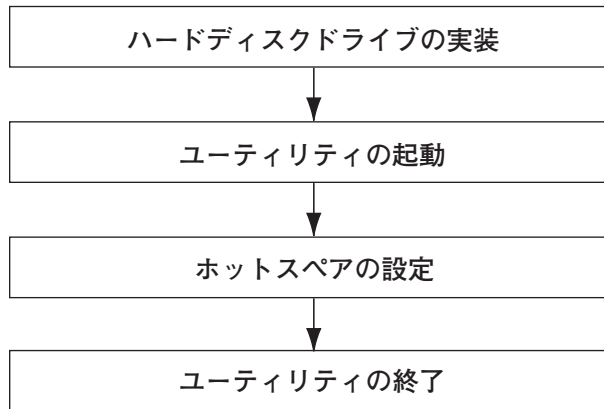 ハードディスクドライブの実装
ユーティリティの起動
ホットスペアの設定
ユーティリティの終了